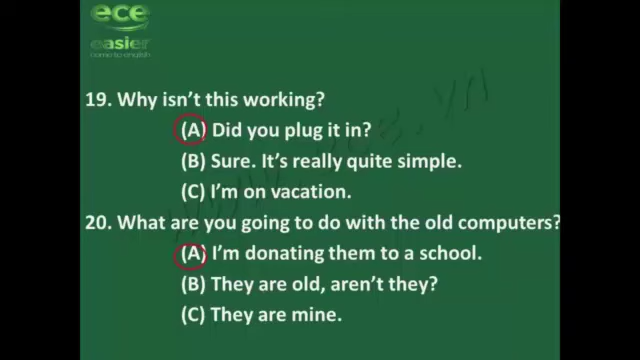 ece
easier
come to english
19. Why isn't this working?
(A) Did you plug it in?
(B) Sure. It's really quite simple.
(C) I'm on vacation.
20. What are you going to do with the old computers?
(A) I'm donating them to a school.
(B) They are old, aren't they?
(C) They are mine.